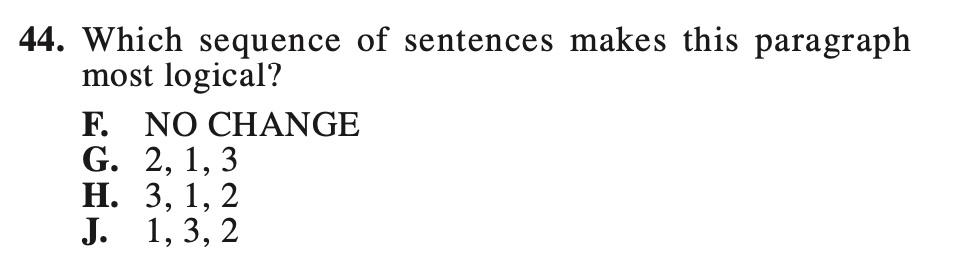 44. Which sequence of sentences makes this paragraph
most logical?
F. NO CHANGE
G. 2, 1, 3
H. 3, 1, 2
J. 1, 3, 2